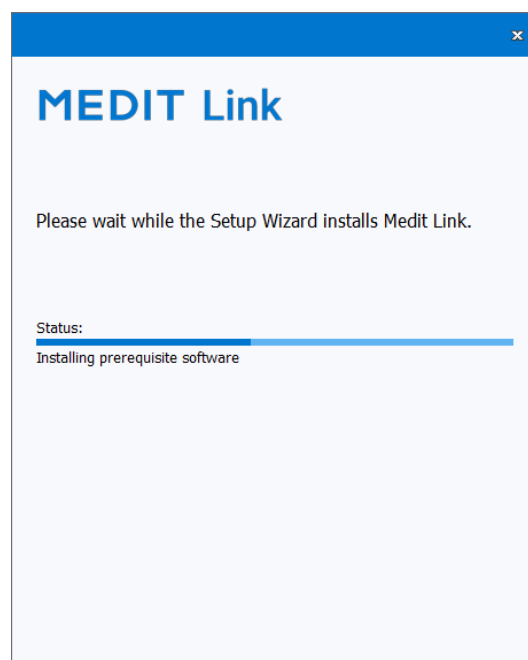 MEDIT Link
Please wait while the Setup Wizard installs Medit Link.
Status:
Installing prerequisite software